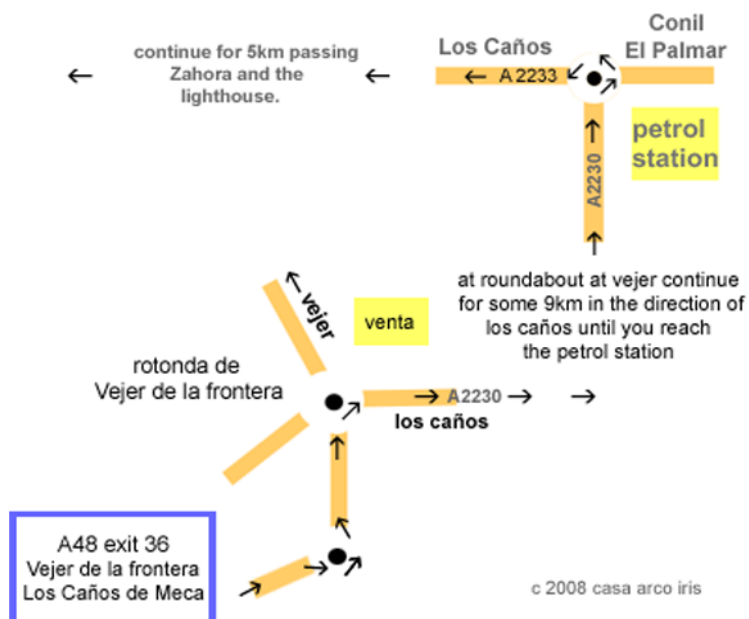 continue for 5km passing
Zahora and the
lighthouse.
Los Caños
A 2233
Conil
El Palmar
petrol
station
A2230
at roundabout at vejer continue
for some 9km in the direction of
los caños until you reach
the petrol station
vejer
venta
rotonda de
Vejer de la frontera
A2230
los caños
A48 exit 36
Vejer de la frontera
Los Caños de Meca
c 2008 casa arco iris